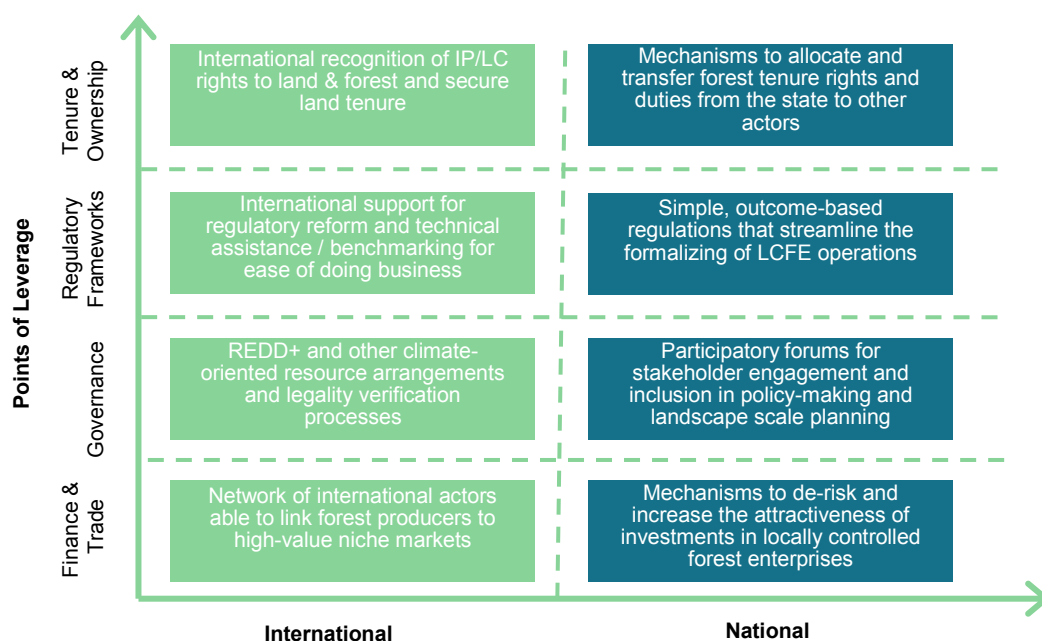 Points of Leverage
Tenure &
Ownership
International recognition of IP/LC
rights to land & forest and secure
land tenure
Mechanisms to allocate and
transfer forest tenure rights and
duties from the state to other
actors
Regulatory
Frameworks
International support for
regulatory reform and technical
assistance / benchmarking for
ease of doing business
Simple, outcome-based
regulations that streamline the
formalizing of LCFE operations
Governance
REDD+ and other climate-
oriented resource arrangements
and legality verification
processes
Participatory forums for
stakeholder engagement and
inclusion in policy-making and
landscape scale planning
Finance &
Trade
Network of international actors
able to link forest producers to
high-value niche markets
Mechanisms to de-risk and
increase the attractiveness of
investments in locally controlled
forest enterprises
International
National